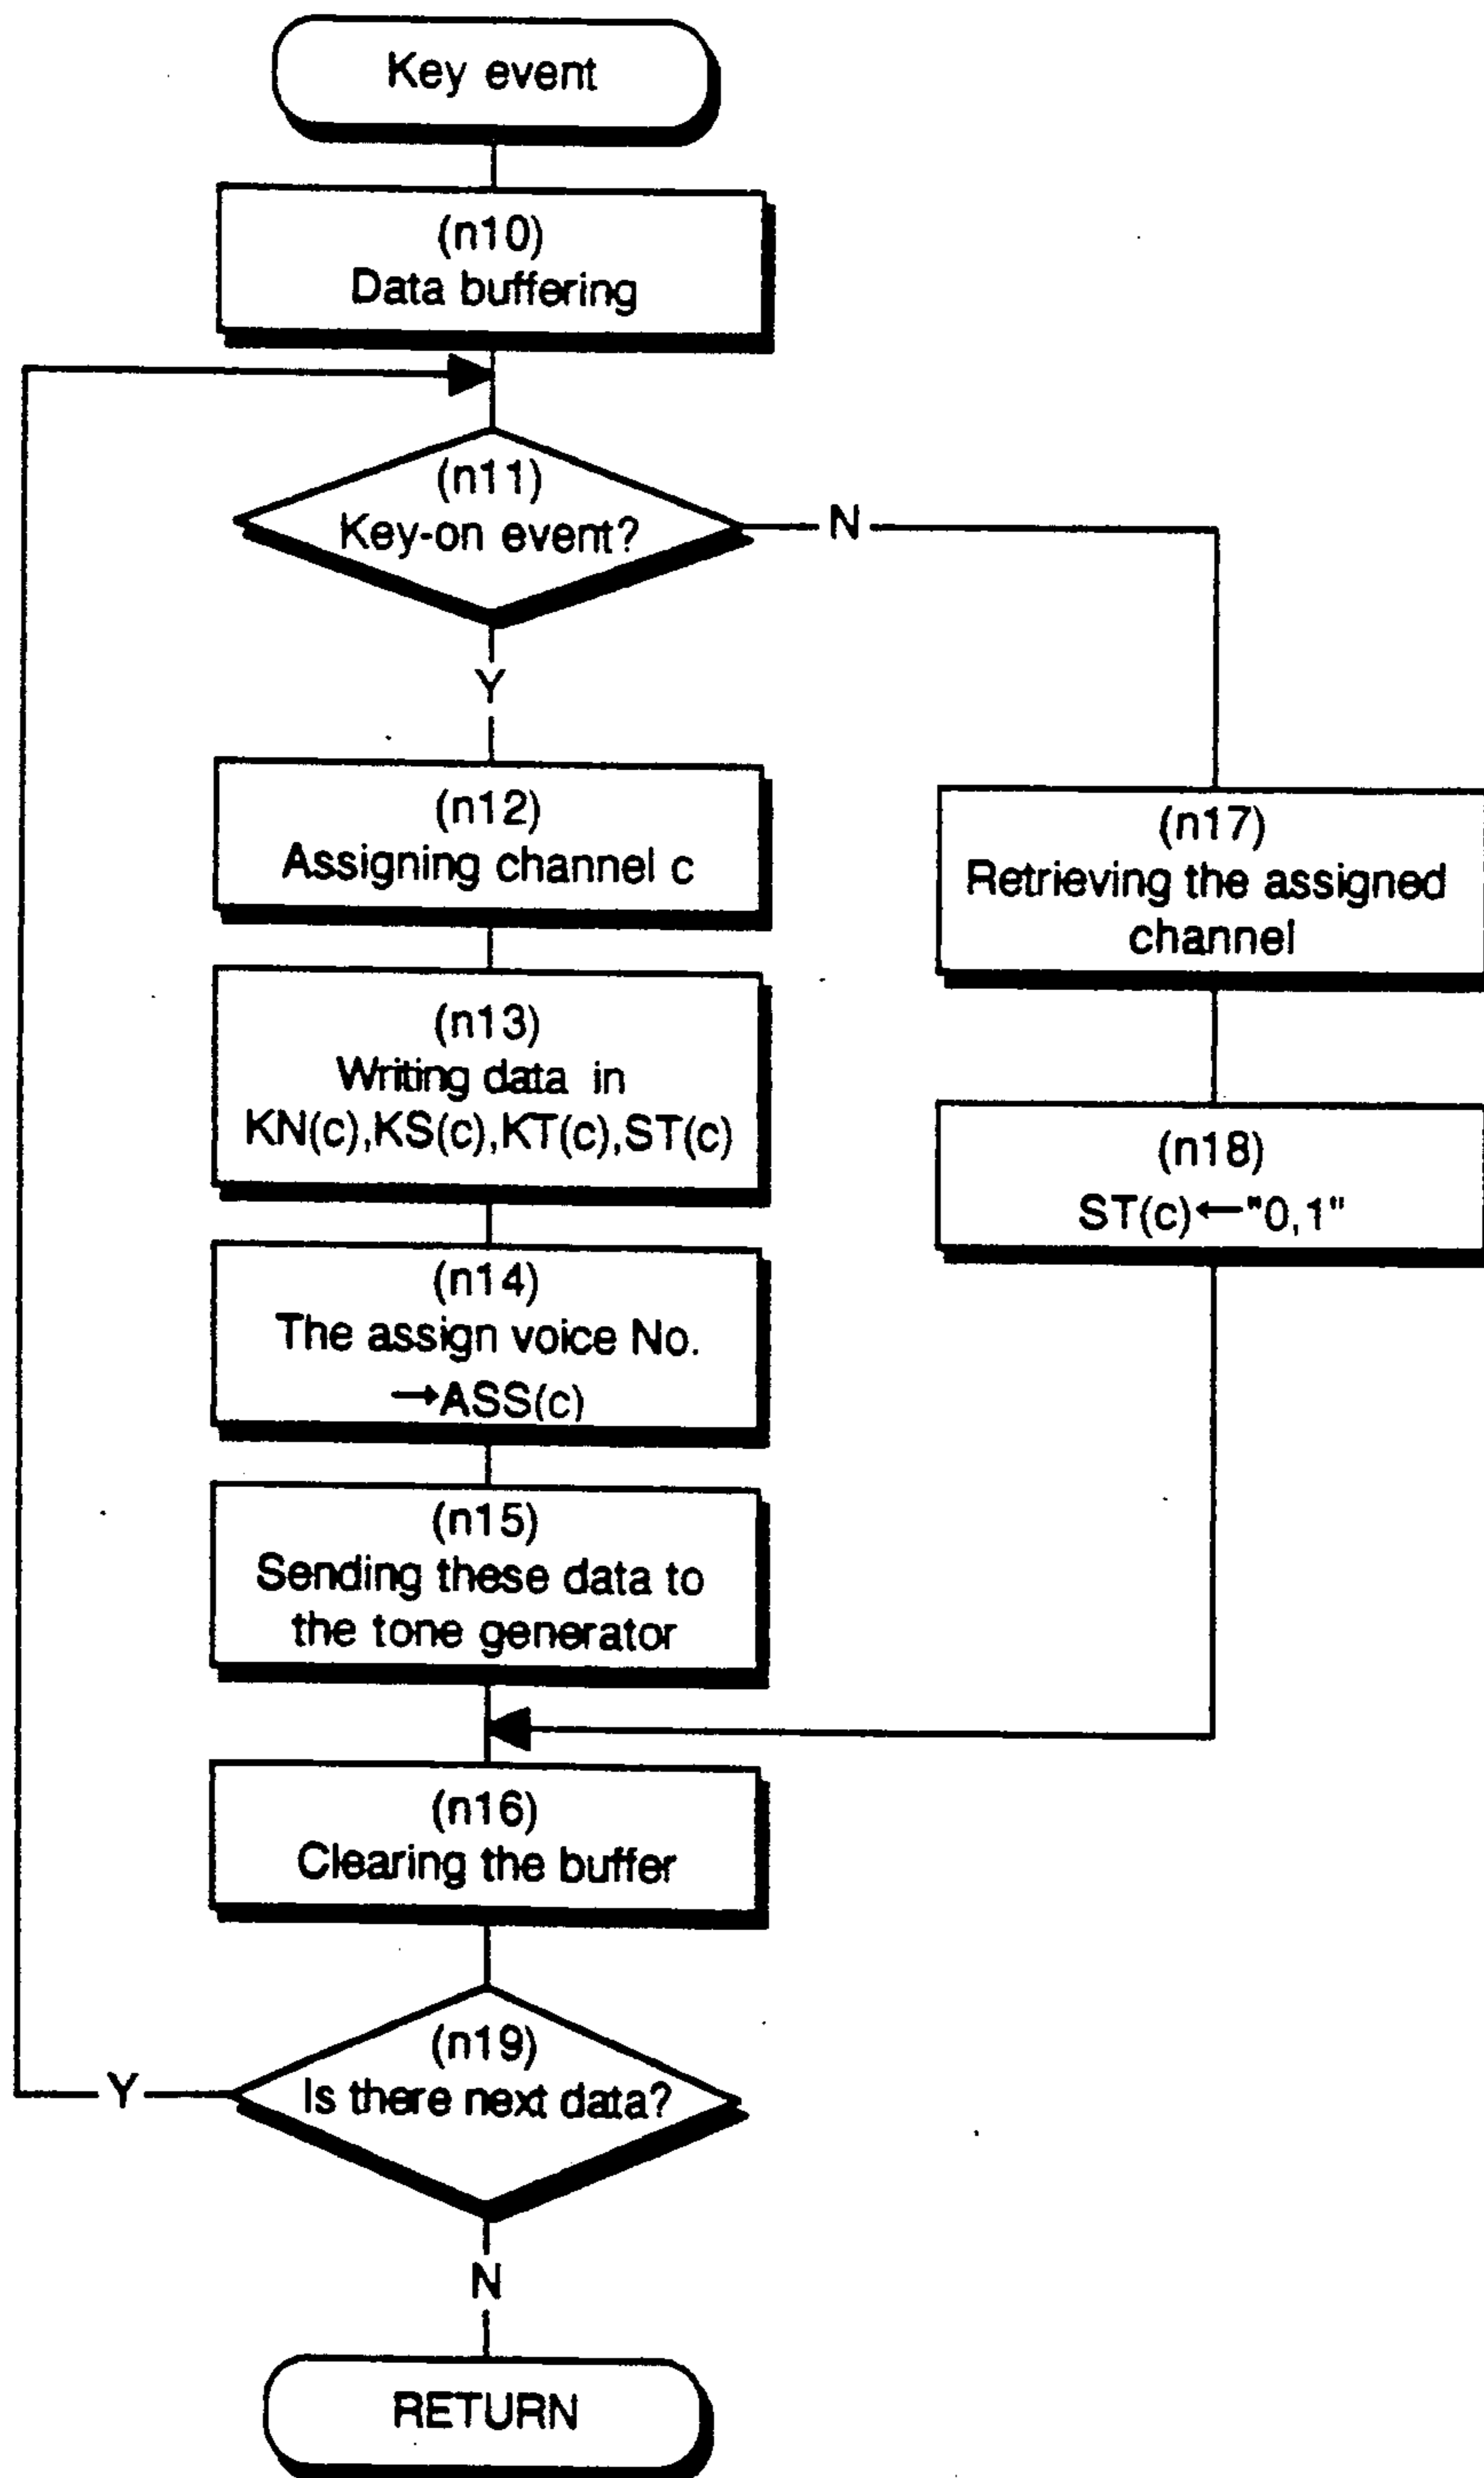 Key event
(n10)
Data buffering
(n11)
Key-on event?
N
Y
(n12)
Assigning channel c
(n13)
Writing data in
KN(c),KS(c),KT(c),ST(c)
(n14)
The assign voice No.
→ASS(c)
(n15)
Sending these data to
the tone generator
(n17)
Retrieving the assigned
channel
(n18)
ST(c)←"0,1"
(n16)
Clearing the buffer
(n19)
Is there next data?
Y
N
RETURN